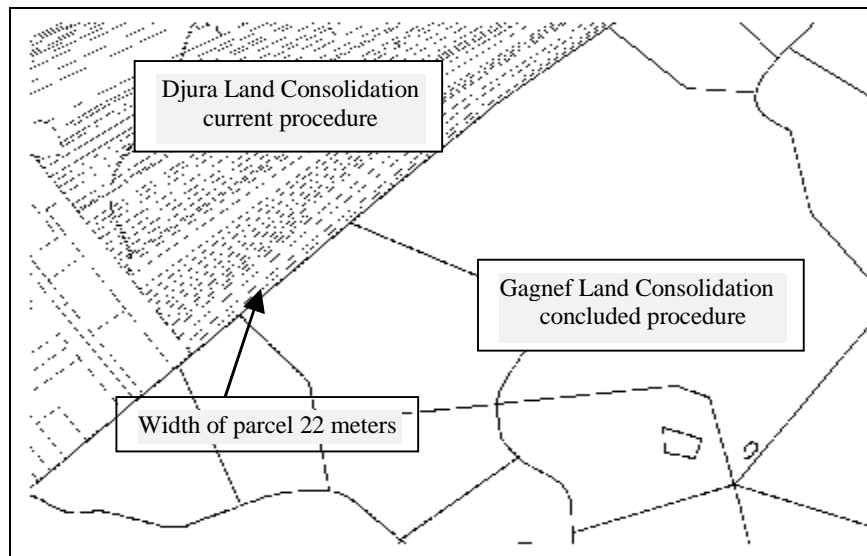 Djura Land Consolidation
current procedure
Gagnef Land Consolidation
concluded procedure
Width of parcel 22 meters